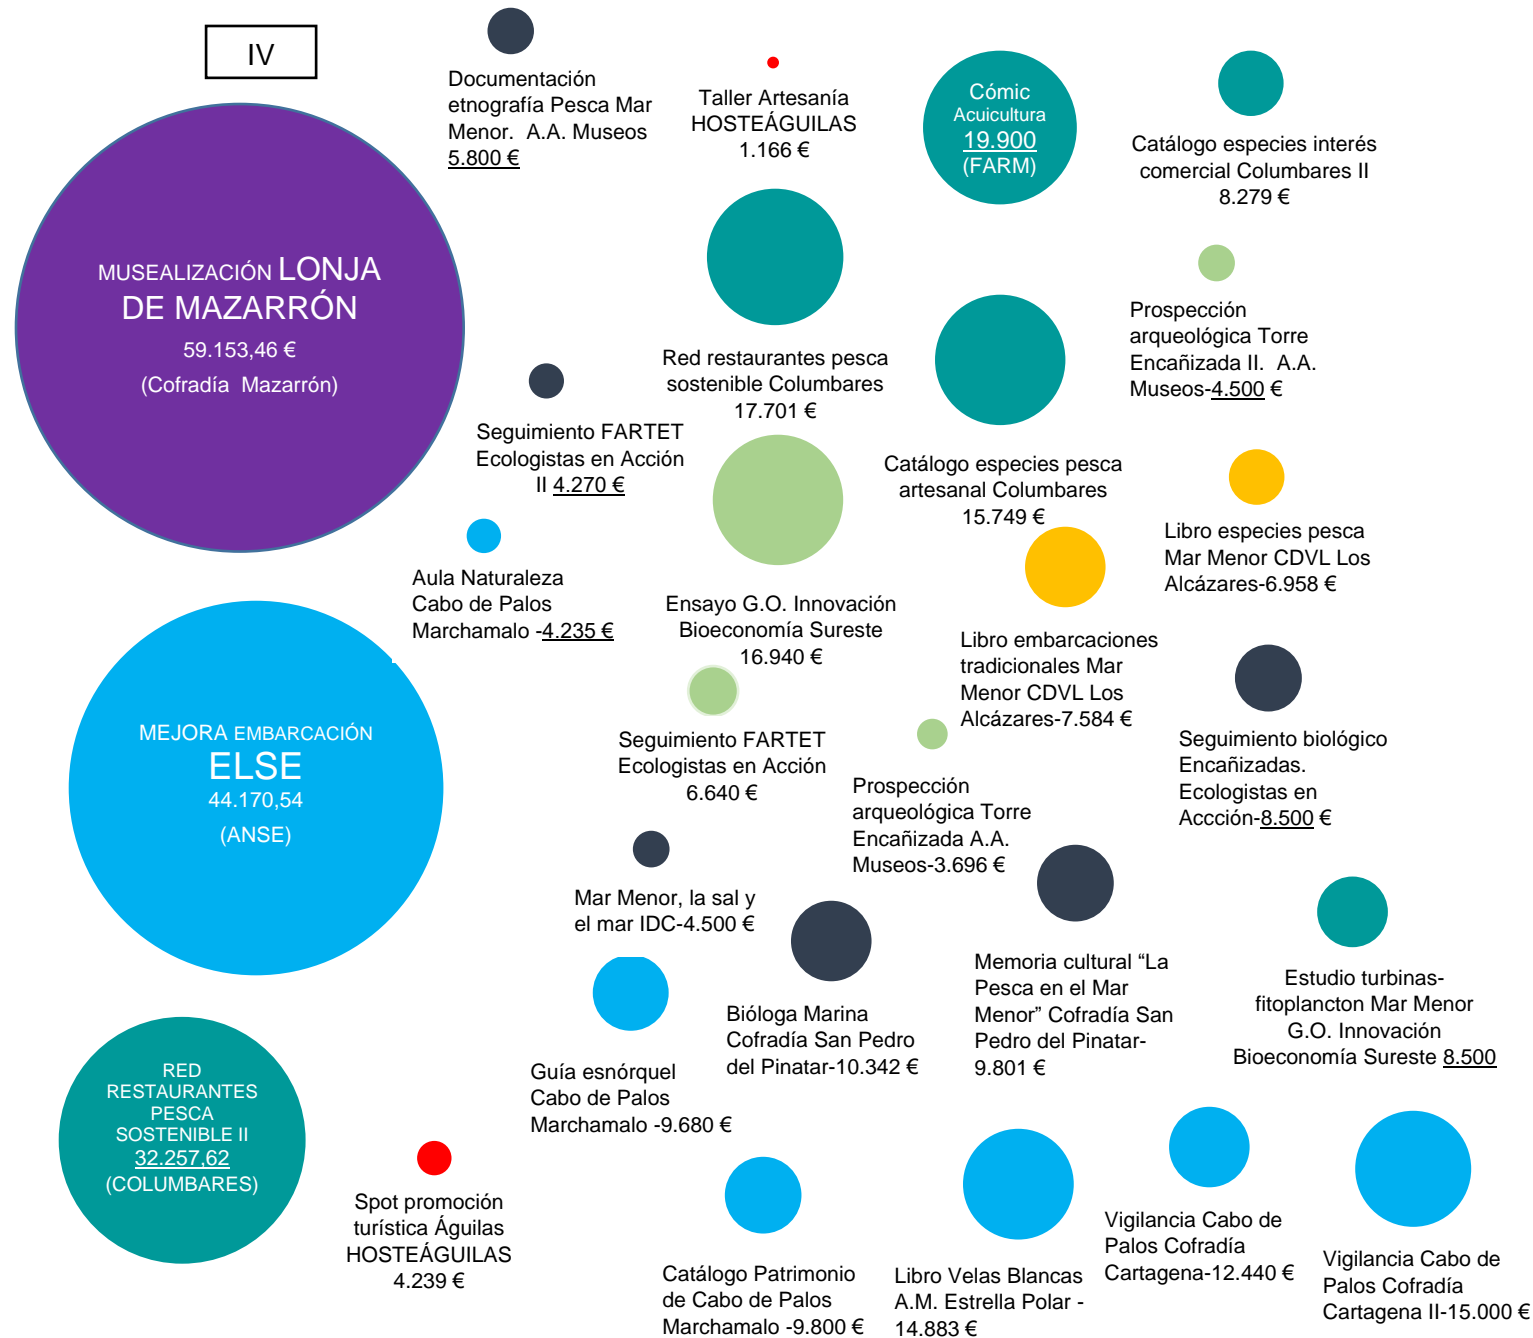 IV
Documentación
etnografía Pesca Mar
Menor. A.A. Museos
5.800 €
Taller Artesanía
HOSTEÁGUILAS
1.166 €
Cómic
Acuicultura
19.900
(FARM)
Catálogo especies interés
comercial Columbares II
8.279 €
MUSEALIZACIÓN LONJA
DE MAZARRÓN
59.153,46 €
(Cofradía Mazarrón)
Red restaurantes pesca
sostenible Columbares
17.701 €
Prospección
arqueológica Torre
Encañizada II. A.A.
Museos-4.500 €
Seguimiento FARTET
Ecologistas en Acción
II 4.270 €
Catálogo especies pesca
artesanal Columbares
15.749 €
Libro especies pesca
Mar Menor CDVL Los
Alcázares-6.958 €
Aula Naturaleza
Cabo de Palos
Marchamalo -4.235 €
Ensayo G.O. Innovación
Bioeconomía Sureste
16.940 €
Libro embarcaciones
tradicionales Mar
Menor CDVL Los
Alcázares-7.584 €
MEJORA EMBARCACIÓN
ELSE
44.170,54
(ANSE)
Seguimiento FARTET
Ecologistas en Acción
6.640 €
Prospección
arqueológica Torre
Encañizada A.A.
Museos-3.696 €
Seguimiento biológico
Encañizadas.
Ecologistas en
Accción-8.500 €
Mar Menor, la sal y
el mar IDC-4.500 €
Bióloga Marina
Cofradía San Pedro
del Pinatar-10.342 €
Memoria cultural “La
Pesca en el Mar
Menor” Cofradía San
Pedro del Pinatar-
9.801 €
Estudio turbinas-
fitoplancton Mar Menor
G.O. Innovación
Bioeconomía Sureste 8.500
Guía esnórquel
Cabo de Palos
Marchamalo -9.680 €
RED
RESTAURANTES
PESCA
SOSTENIBLE II
32.257,62
(COLUMBARES)
Spot promoción
turística Águilas
HOSTEÁGUILAS
4.239 €
Catálogo Patrimonio
de Cabo de Palos
Marchamalo -9.800 €
Libro Velas Blancas
A.M. Estrella Polar -
14.883 €
Vigilancia Cabo de
Palos Cofradía
Cartagena-12.440 €
Vigilancia Cabo de
Palos Cofradía
Cartagena II-15.000 €